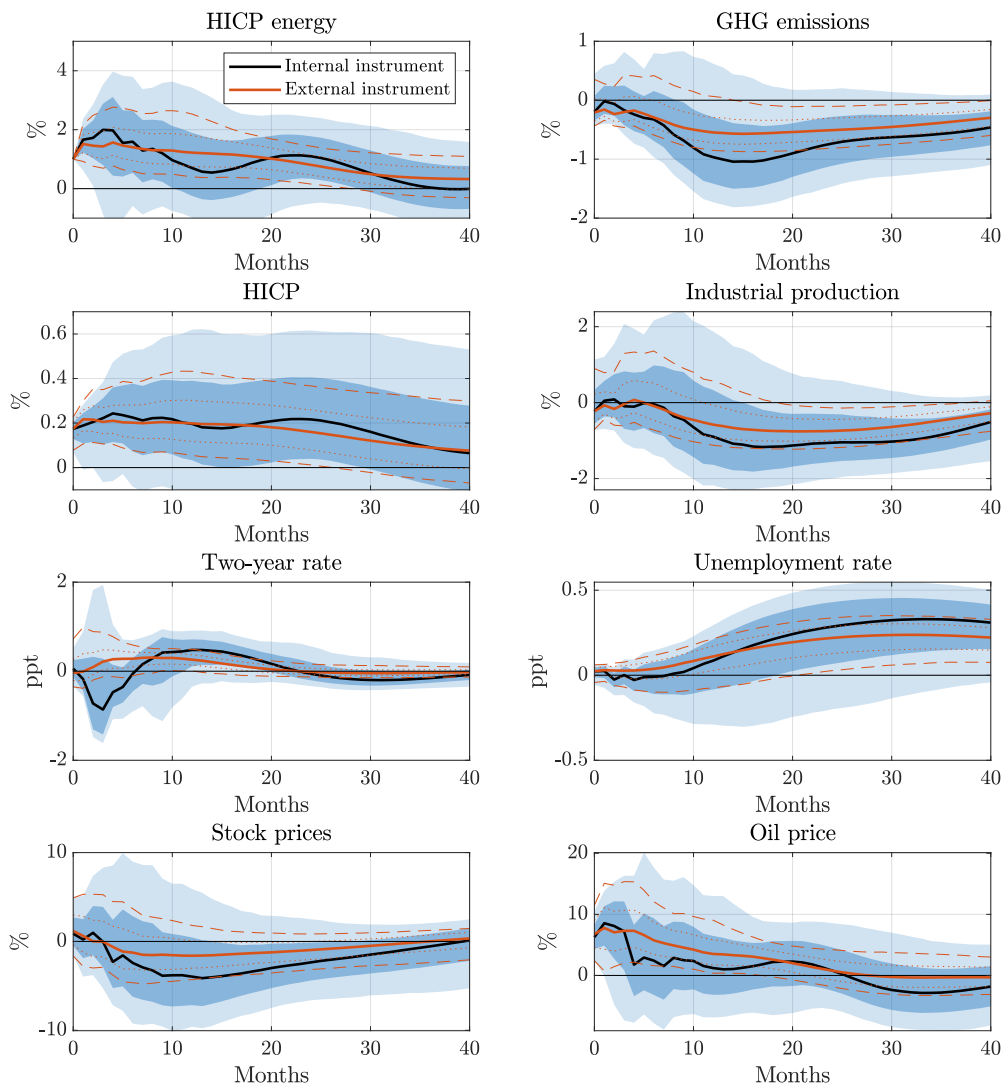 HICP energy
4
2
0
%
Internal instrument
External instrument
0 10 20 30 40
Months
GHG emissions
1
0
-1
-2
%
0 10 20 30 40
Months
HICP
0.6
0.4
0.2
0
%
0 10 20 30 40
Months
Industrial production
2
0
-2
%
0 10 20 30 40
Months
Two-year rate
2
0
-2
ppt
0 10 20 30 40
Months
Unemployment rate
0.5
0
-0.5
ppt
0 10 20 30 40
Months
Stock prices
10
0
-10
%
0 10 20 30 40
Months
Oil price
20
10
0
%
0 10 20 30 40
Months